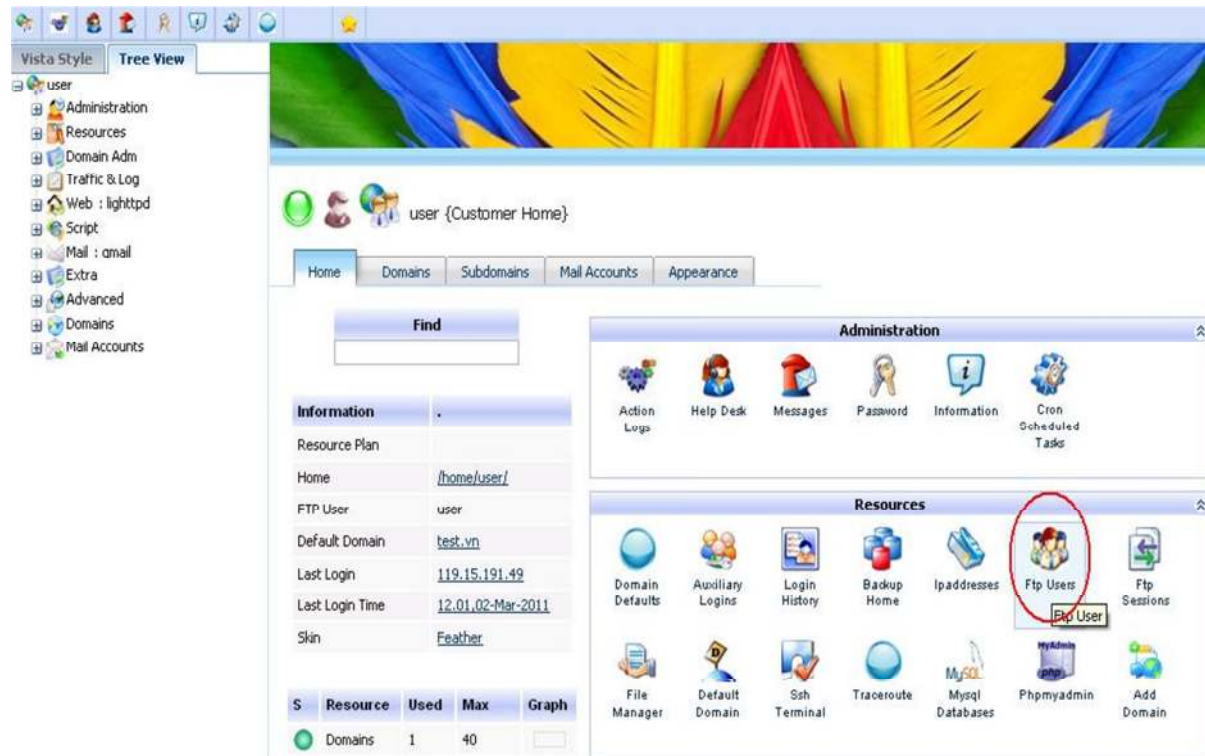 Vista Style
Tree View
user
Administration
Resources
Domain Adm
Traffic & Log
Web : lighttpd
Script
Mail : qmail
Extra
Advanced
Domains
Mail Accounts
user {Customer Home}
Home Domains Subdomains Mail Accounts Appearance
Find
Information .
Resource Plan
Home /home/user/
FTP User user
Default Domain test.vn
Last Login 119.15.191.49
Last Login Time 12.01,02-Mar-2011
Skin Feather
S Resource Used Max Graph
Domains 1 40
Administration
Action Logs
Help Desk
Messages
Password
Information
Cron Scheduled Tasks
Resources
Domain Defaults
Auxiliary Logins
Login History
Backup Home
Ipaddresses
Ftp Users
Ftp Sessions
Ftp User
File Manager
D
Default Domain
Ssh Terminal
Traceroute
MySQL
Mysql Databases
MyAdmin
php
Phpmyadmin
Add Domain